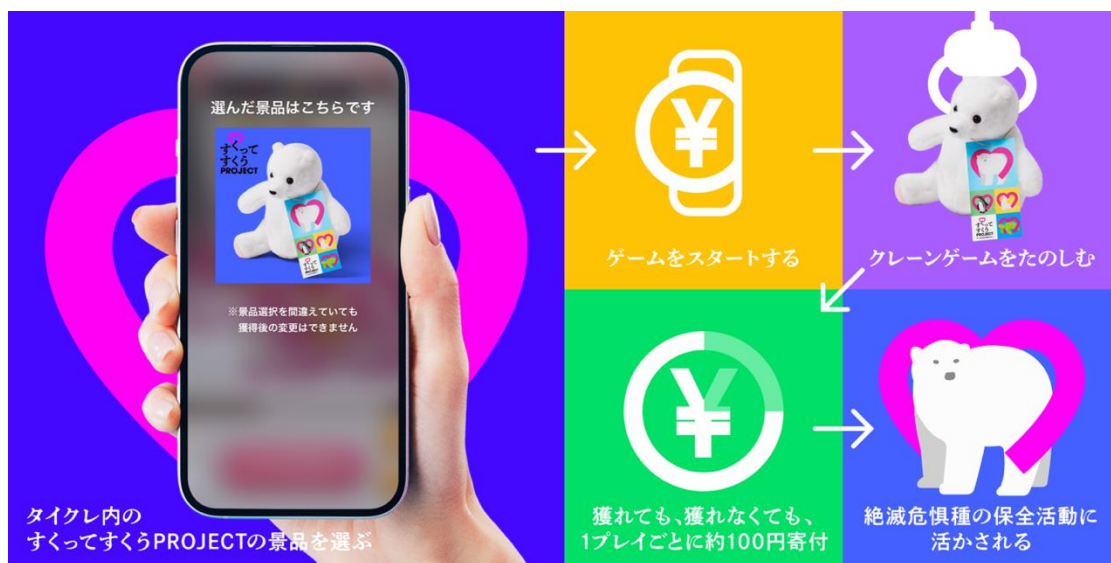 選んだ景品はこちらです
すくって
すくう
PROJECT
※景品選択を間違えていても
獲得後の変更はできません
タイクレ内の
すくってすくうPROJECTの景品を選ぶ
¥
ゲームをスタートする
クレーンゲームをたのしむ
¥
獲れても、獲れなくても、
1プレイごとに約100円寄付
絶滅危惧種の保全活動に
活かされる